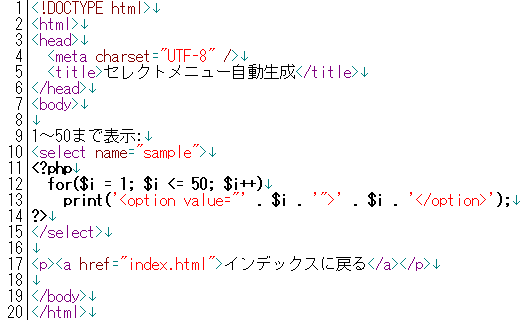 1 <!DOCTYPE html>↓
2 <html>↓
3 <head>↓
4   <meta charset="UTF-8" />↓
5   <title>セレクトメニュー自動生成</title>↓
6 </head>↓
7 <body>↓
8 ↓
9 1～50まで表示:↓
10 <select name="sample">↓
11 <?php↓
12   for($i = 1; $i <= 50; $i++)↓
13     print('<option value="' . $i . '">' . $i . '</option>');↓
14 ?>↓
15 </select>↓
16 ↓
17 <p><a href="index.html">インデックスに戻る</a></p>↓
18 ↓
19 </body>↓
20 </html>↓